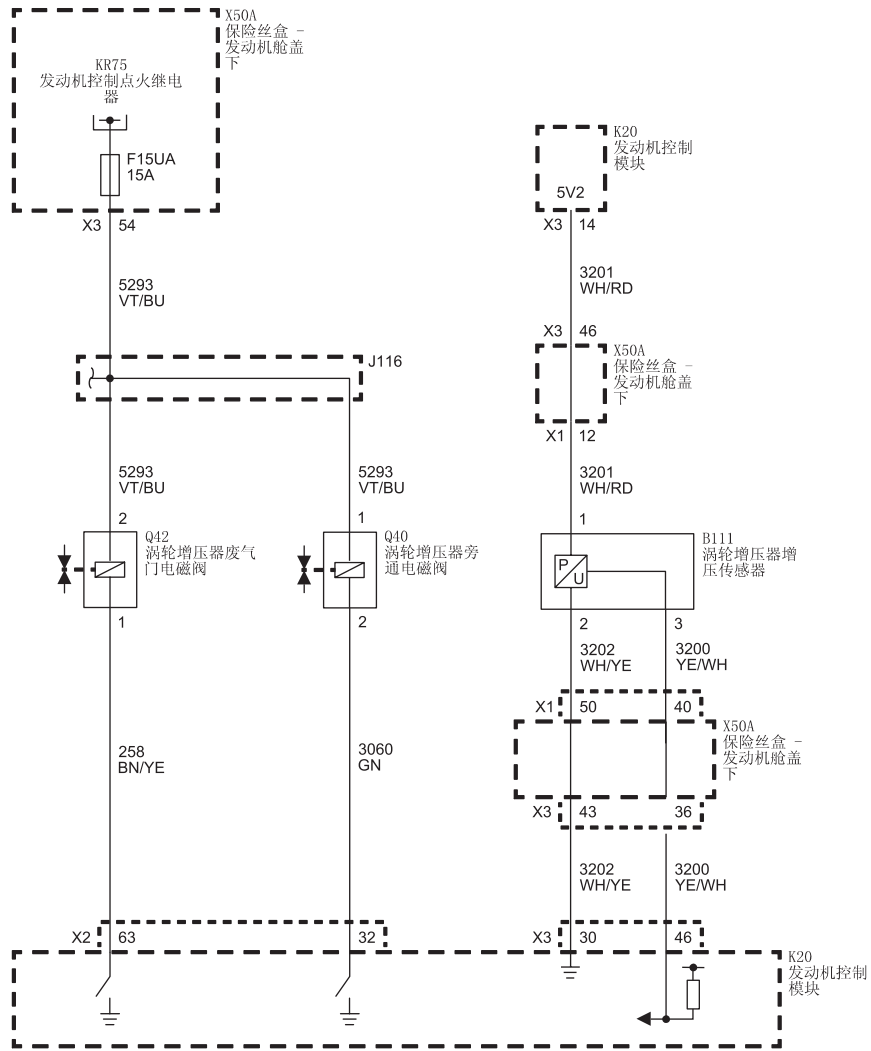 X50A
保险丝盒 -
发动机舱盖
下
KR75
发动机控制点火继电
器
F15UA
15A
X3 54
5293
VT/BU
J116
5293
VT/BU
5293
VT/BU
2
Q42
涡轮增压器废气
门电磁阀
1
1
Q40
涡轮增压器旁
通电磁阀
2
258
BN/YE
3060
GN
X2 63 32
K20
发动机控制
模块
5V2
X3 14
3201
WH/RD
X3 46
X50A
保险丝盒 -
发动机舱盖
下
X1 12
3201
WH/RD
1
B111
涡轮增压器增
压传感器
P
U
2 3
3202
WH/YE
3200
YE/WH
X1 50 40
X50A
保险丝盒 -
发动机舱盖
下
X3 43 36
3202
WH/YE
3200
YE/WH
X3 30 46
K20
发动机控制
模块